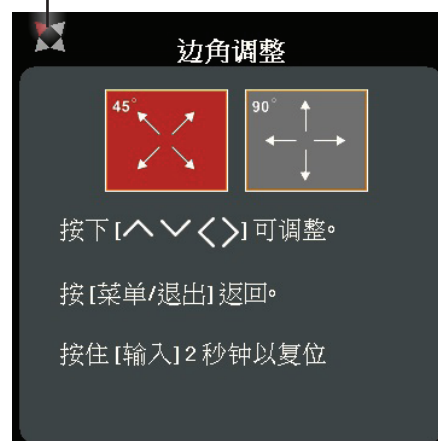 边角调整
45° 90°
按下 [∧∨<>] 可调整。
按 [菜单/退出] 返回。
按住 [输入] 2 秒钟以复位